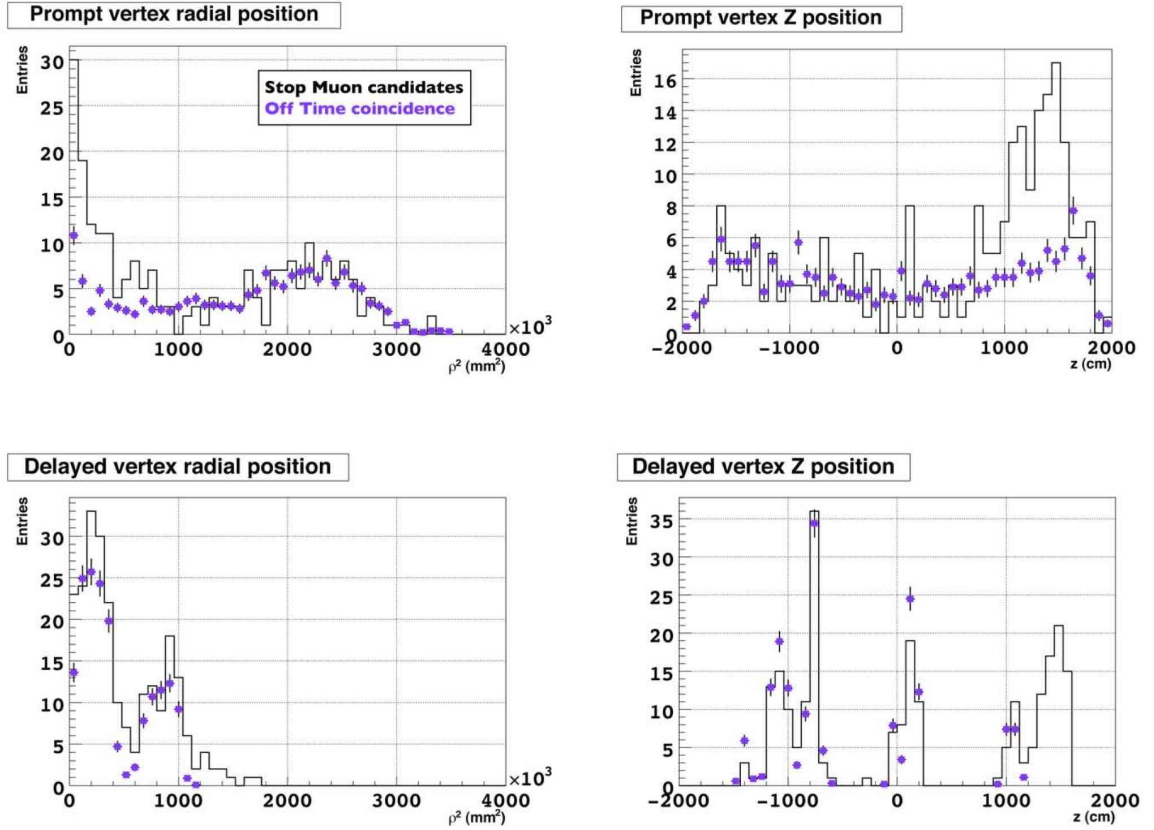 Prompt vertex radial position
Entries
30
25
20
15
10
5
0
Stop Muon candidates
Off Time coincidence
0 1000 2000 3000 4000
×10³
ρ² (mm²)
Prompt vertex Z position
Entries
16
14
12
10
8
6
4
2
0
−2000 −1000 0 1000 2000
z (cm)
Delayed vertex radial position
Entries
30
25
20
15
10
5
0
0 1000 2000 3000 4000
×10³
ρ² (mm²)
Delayed vertex Z position
Entries
35
30
25
20
15
10
5
0
−2000 −1000 0 1000 2000
z (cm)